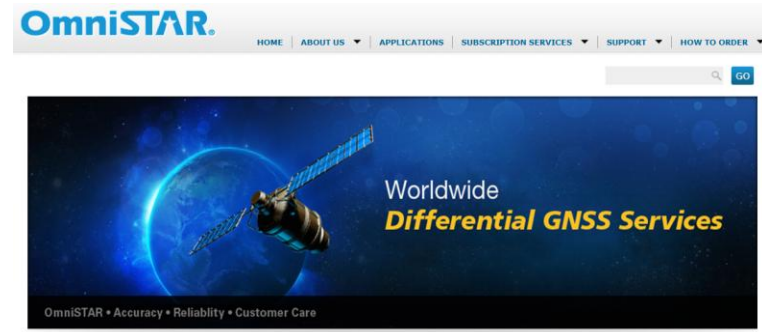 OmniSTAR®
HOME ABOUT US APPLICATIONS SUBSCRIPTION SERVICES SUPPORT HOW TO ORDER
GO
Worldwide
Differential GNSS Services
OmniSTAR • Accuracy • Reliablity • Customer Care